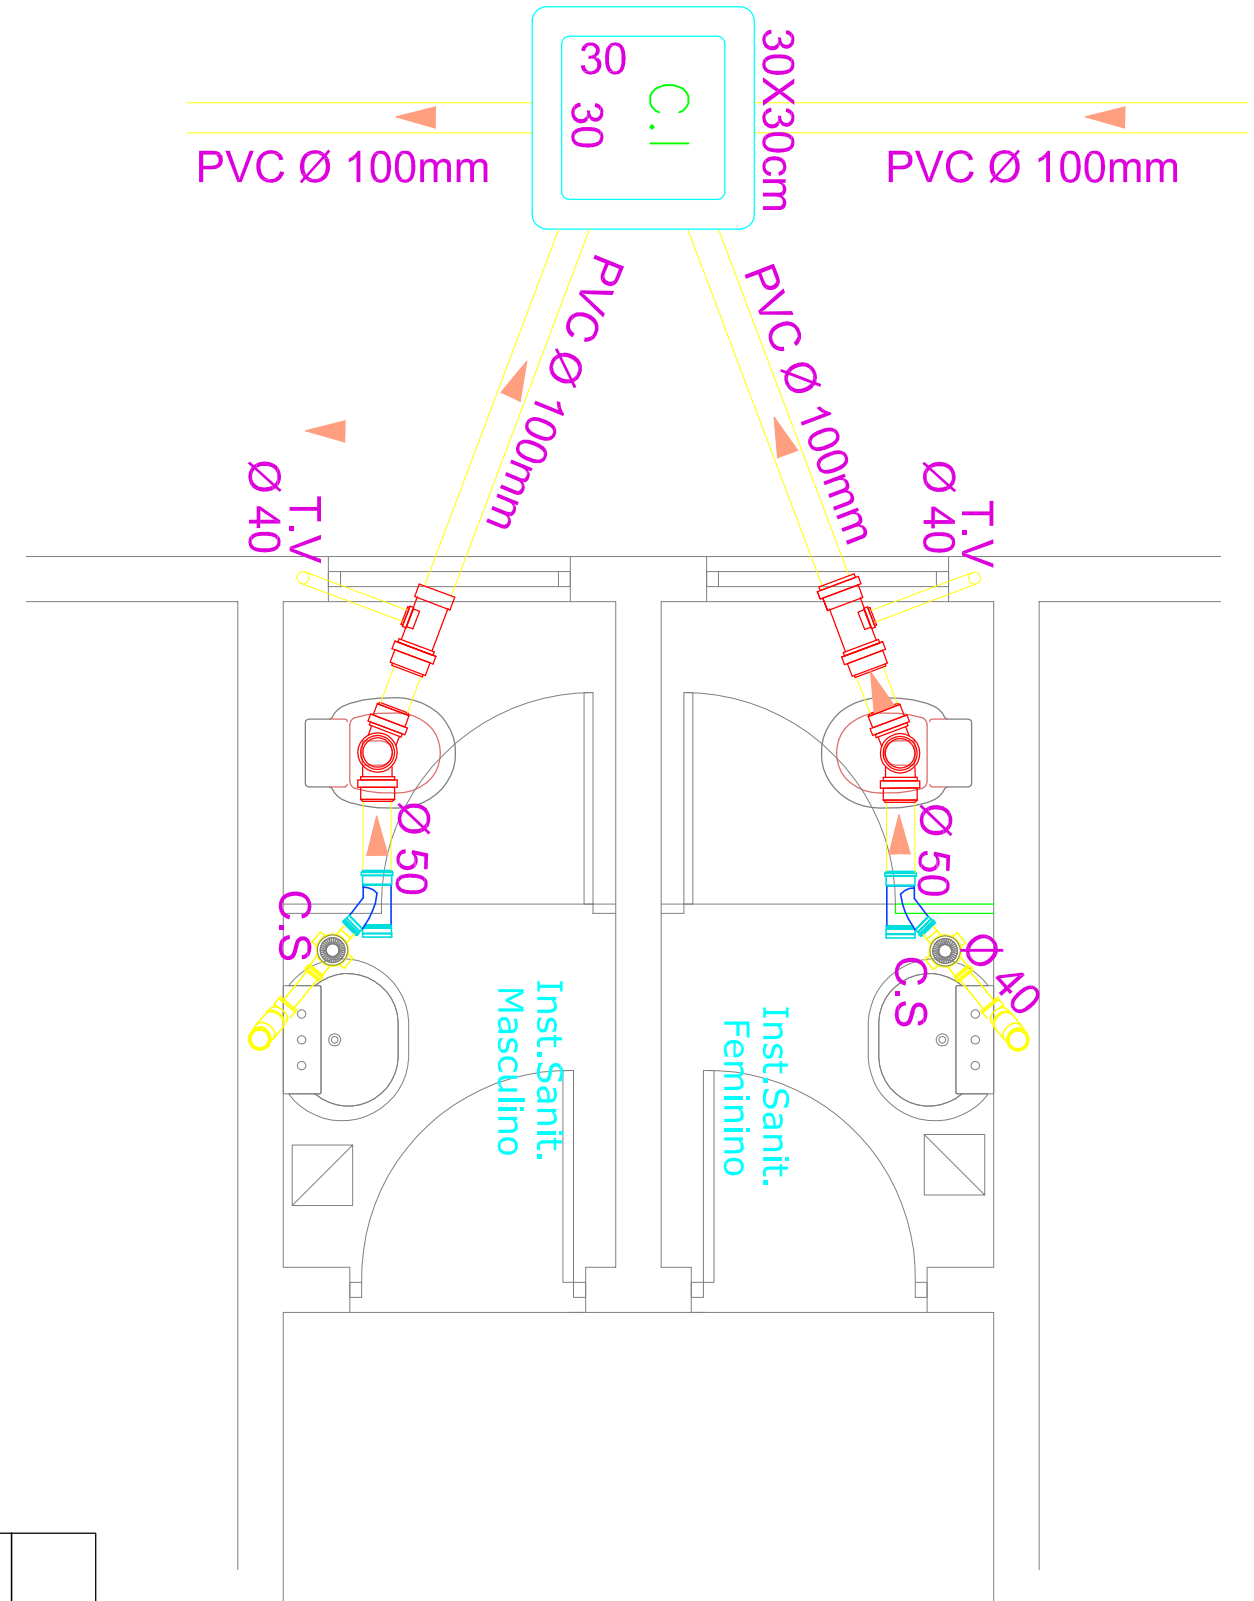 30
30
C.I
30X30cm
PVC Ø 100mm
PVC Ø 100mm
PVC Ø 100mm
PVC Ø 100mm
T.V
Ø 40
T.V
Ø 40
Ø 50
Ø 50
C.S
C.S
Ø 40
Inst.Sanit.
Masculino
Inst.Sanit.
Feminino